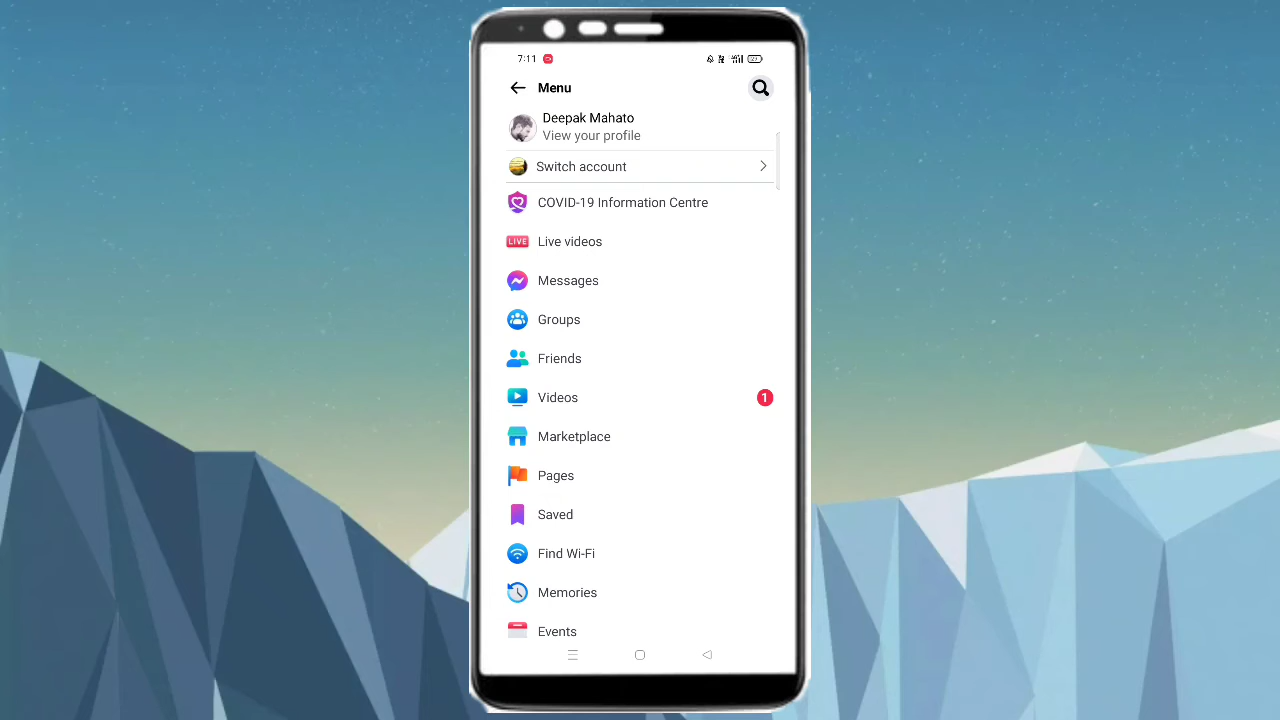 7:11
Menu
Deepak Mahato
View your profile
Switch account
COVID-19 Information Centre
LIVE
Live videos
Messages
Groups
Friends
Videos
1
Marketplace
Pages
Saved
Find Wi-Fi
Memories
Events